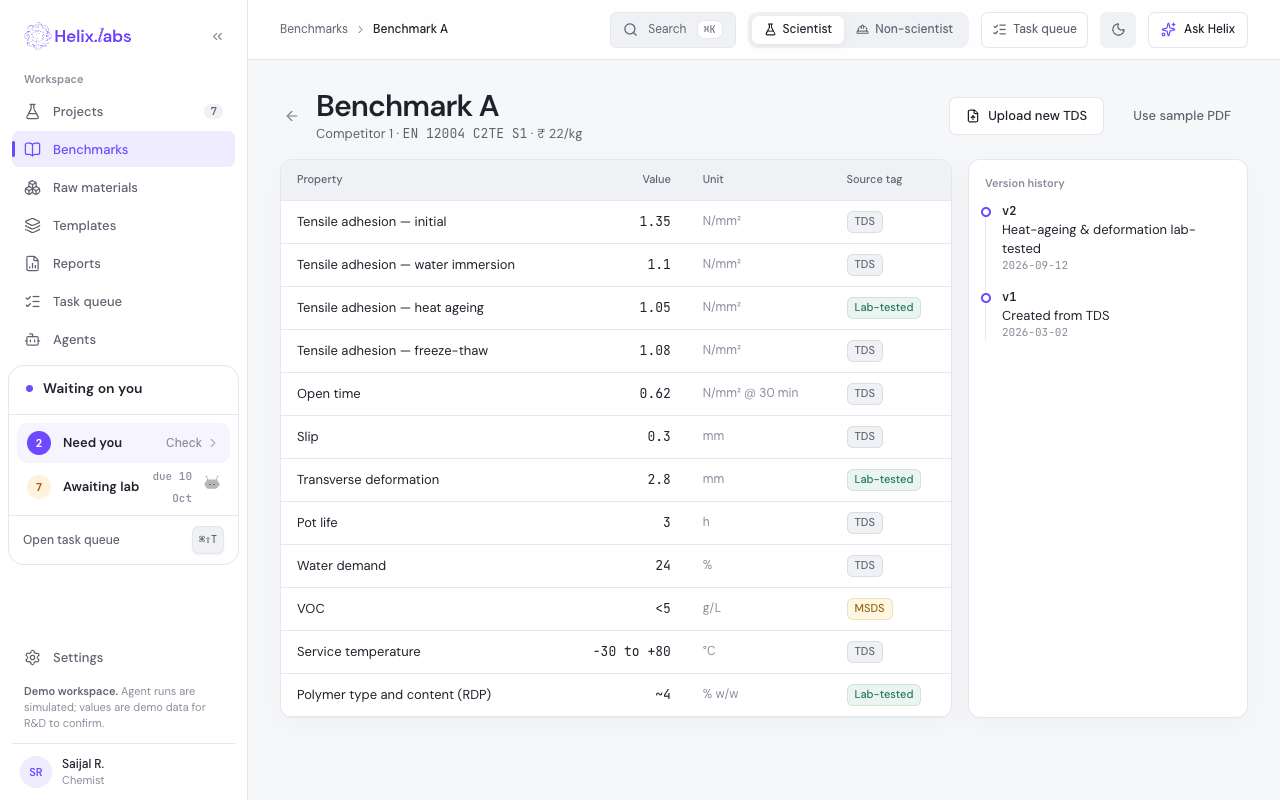 Helix.labs
Workspace
Projects 7
Benchmarks
Raw materials
Templates
Reports
Task queue
Agents
Waiting on you
2 Need you Check
7 Awaiting lab due 10 Oct
Open task queue ⌘⇧T
Settings
Demo workspace. Agent runs are
simulated; values are demo data for
R&D to confirm.
SR Saijal R.
Chemist
Benchmarks > Benchmark A
Search ⌘K
Scientist
Non-scientist
Task queue
Ask Helix
Benchmark A
Competitor 1 · EN 12004 C2TE S1 · ₹ 22/kg
Upload new TDS
Use sample PDF
Property Value Unit Source tag
Tensile adhesion — initial 1.35 N/mm² TDS
Tensile adhesion — water immersion 1.1 N/mm² TDS
Tensile adhesion — heat ageing 1.05 N/mm² Lab-tested
Tensile adhesion — freeze-thaw 1.08 N/mm² TDS
Open time 0.62 N/mm² @ 30 min TDS
Slip 0.3 mm TDS
Transverse deformation 2.8 mm Lab-tested
Pot life 3 h TDS
Water demand 24 % TDS
VOC <5 g/L MSDS
Service temperature -30 to +80 °C TDS
Polymer type and content (RDP) ~4 % w/w Lab-tested
Version history
v2
Heat-ageing & deformation lab-
tested
2026-09-12
v1
Created from TDS
2026-03-02